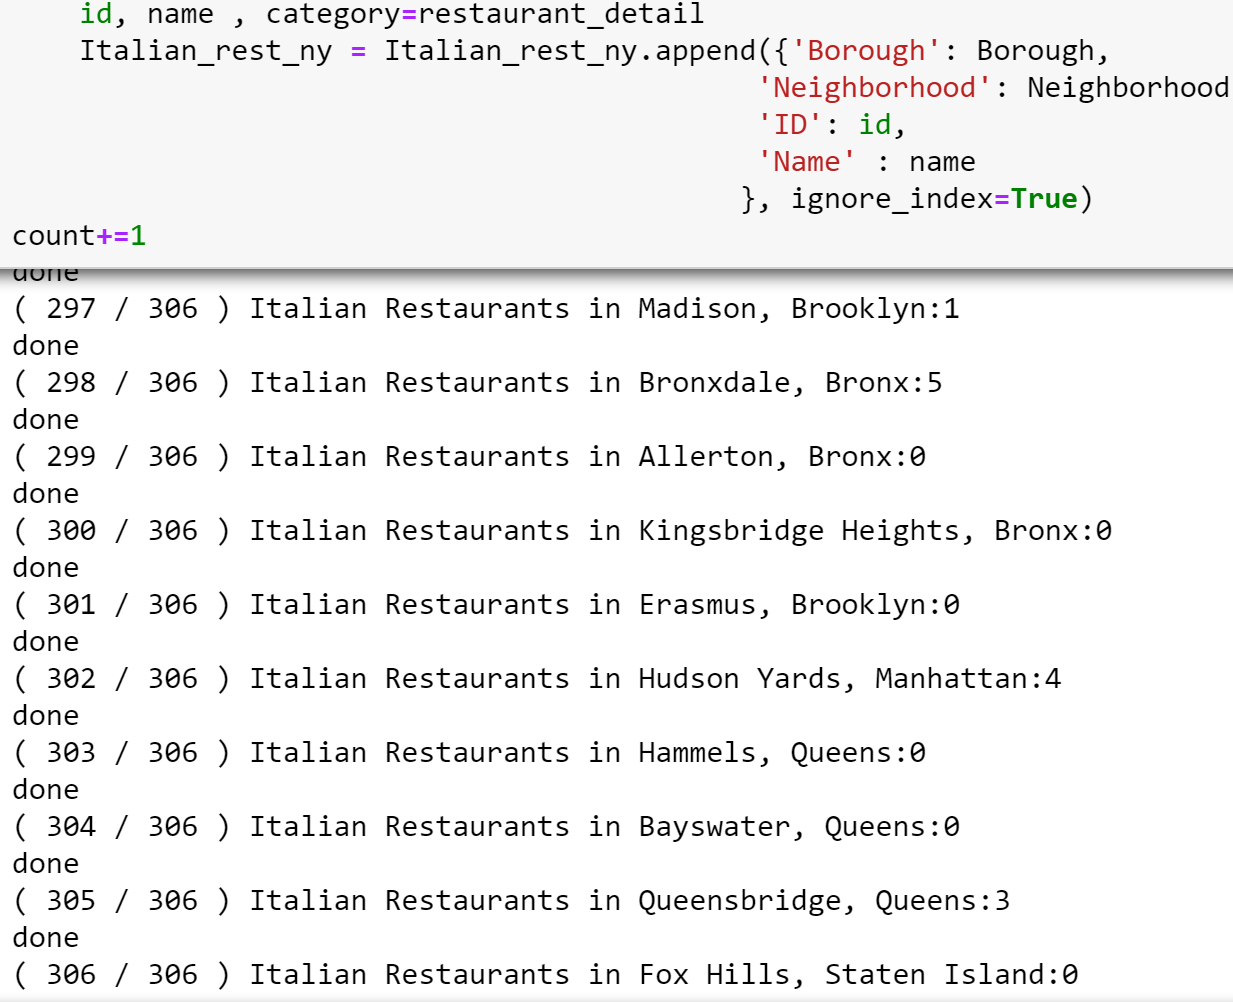 id, name , category=restaurant_detail
Italian_rest_ny = Italian_rest_ny.append({'Borough': Borough,
'Neighborhood': Neighborhood
'ID': id,
'Name' : name
}, ignore_index=True)
count+=1
done
( 297 / 306 ) Italian Restaurants in Madison, Brooklyn:1
done
( 298 / 306 ) Italian Restaurants in Bronxdale, Bronx:5
done
( 299 / 306 ) Italian Restaurants in Allerton, Bronx:0
done
( 300 / 306 ) Italian Restaurants in Kingsbridge Heights, Bronx:0
done
( 301 / 306 ) Italian Restaurants in Erasmus, Brooklyn:0
done
( 302 / 306 ) Italian Restaurants in Hudson Yards, Manhattan:4
done
( 303 / 306 ) Italian Restaurants in Hammels, Queens:0
done
( 304 / 306 ) Italian Restaurants in Bayswater, Queens:0
done
( 305 / 306 ) Italian Restaurants in Queensbridge, Queens:3
done
( 306 / 306 ) Italian Restaurants in Fox Hills, Staten Island:0